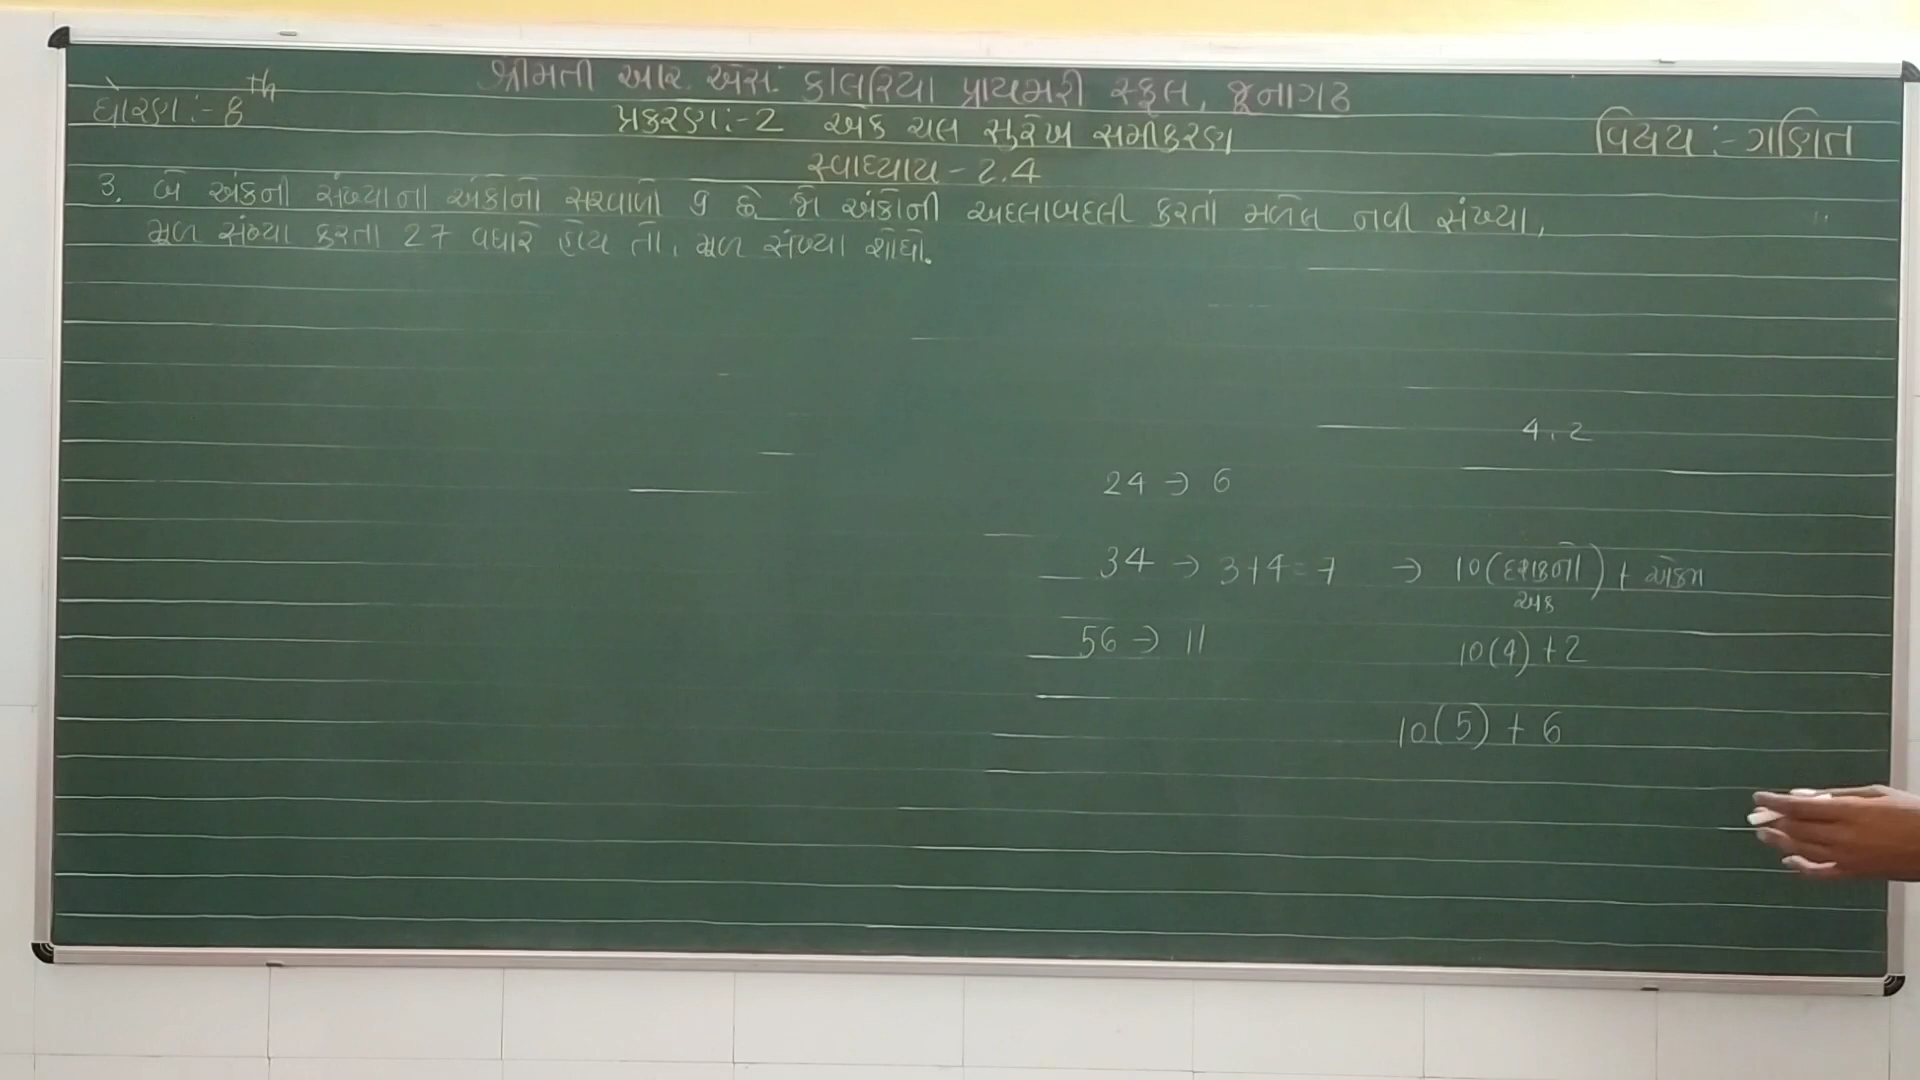 શ્રીમતી આર. એસ. કાલરિયા પ્રાયમરી સ્કૂલ, જૂનાગઢ
ધોરણ :- 8th
પ્રકરણ :- 2 એક ચલ સુરેખ સમીકરણ
વિષય :- ગણિત
સ્વાધ્યાય - 2.4
3. બે અંકની સંખ્યાના અંકોનો સરવાળો 9 છે જો અંકોની અદલાબદલી કરતાં મળેલ નવી સંખ્યા,
મૂળ સંખ્યા કરતા 27 વધારે હોય તો, મૂળ સંખ્યા શોધો.
4, 2
24 → 6
34 → 3+4=7 → 10(દશકનો અંક) + એકમ
56 → 11
10(4)+2
10(5) + 6